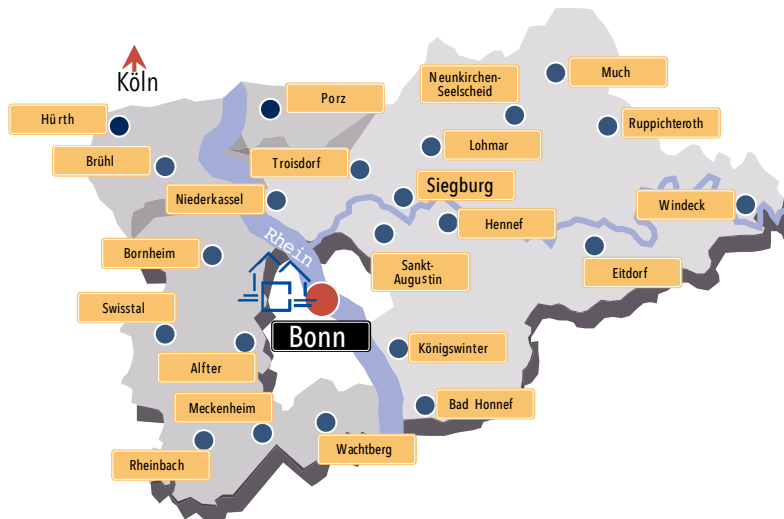 Köln
Neunkirchen-
Seelscheid
Much
Porz
Hürth
Ruppichteroth
Lohmar
Brühl
Troisdorf
Siegburg
Niederkassel
Windeck
Hennef
Rhein
Bornheim
Sankt-
Augustin
Eitdorf
Swisstal
Bonn
Königswinter
Alfter
Meckenheim
Bad Honnef
Wachtberg
Rheinbach